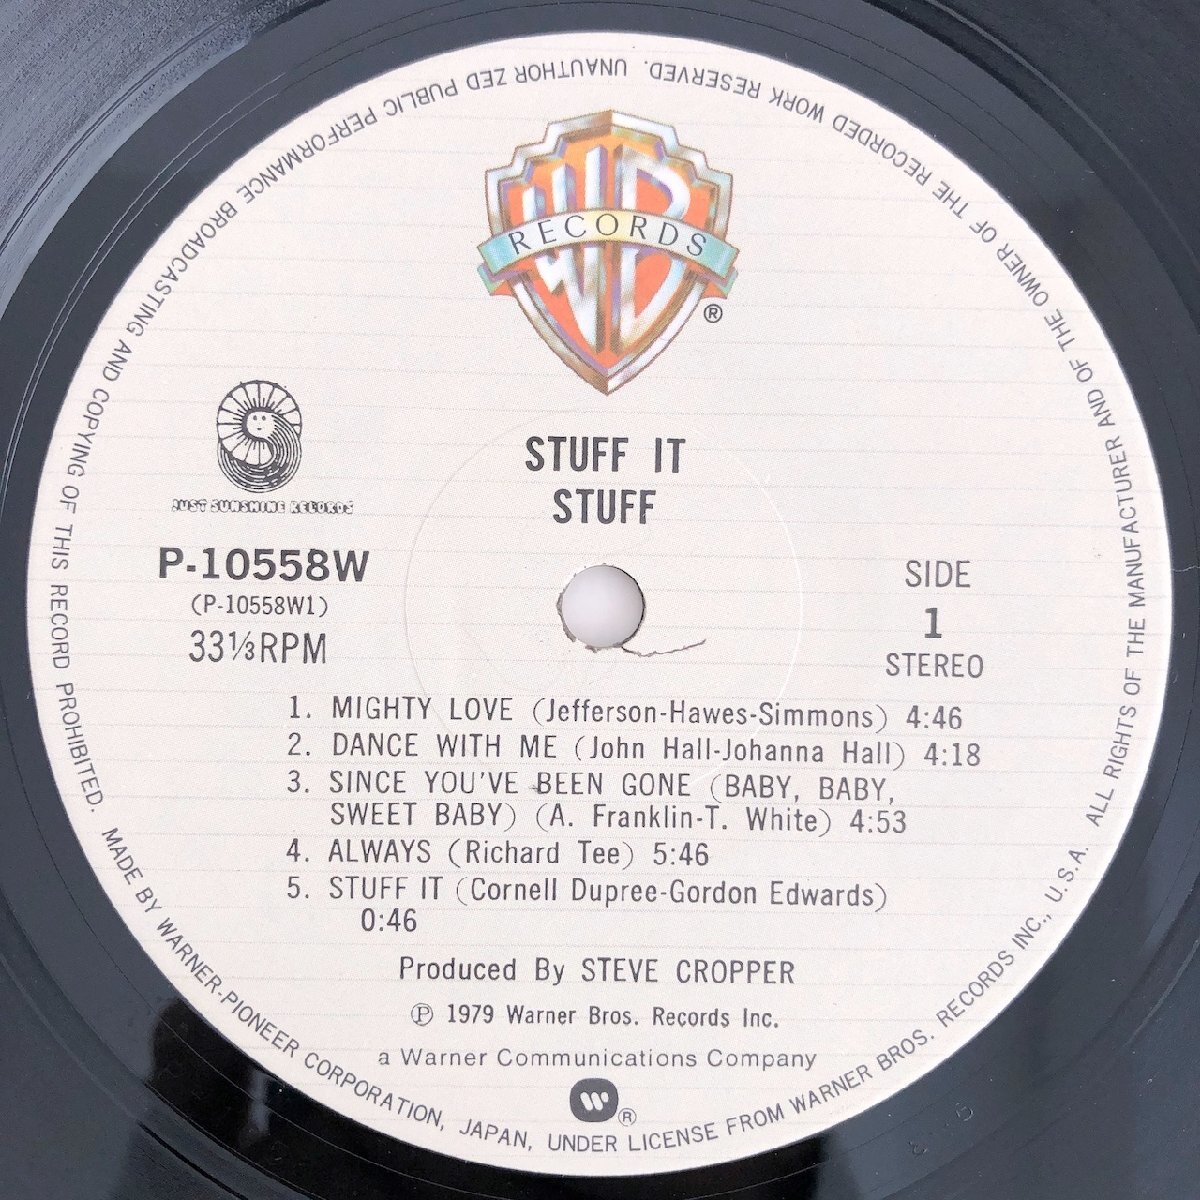 WB
RECORDS
®
JUST SUNSHINE RECORDS
STUFF IT
STUFF
P-10558W
(P-10558W1)
33⅓RPM
SIDE
1
STEREO
1. MIGHTY LOVE (Jefferson-Hawes-Simmons) 4:46
2. DANCE WITH ME (John Hall-Johanna Hall) 4:18
3. SINCE YOU'VE BEEN GONE (BABY, BABY,
SWEET BABY) (A. Franklin-T. White) 4:53
4. ALWAYS (Richard Tee) 5:46
5. STUFF IT (Cornell Dupree-Gordon Edwards)
0:46
Produced By STEVE CROPPER
Ⓟ 1979 Warner Bros. Records Inc.
a Warner Communications Company
®
ALL RIGHTS OF THE MANUFACTURER AND OF THE OWNER OF THE RECORDED WORK RESERVED. UNAUTHOR ZED PUBLIC PERFORMANCE BROADCASTING AND COPYING OF THIS RECORD PROHIBITED.
MADE BY WARNER-PIONEER CORPORATION, JAPAN, UNDER LICENSE FROM WARNER BROS. RECORDS INC., U.S.A.